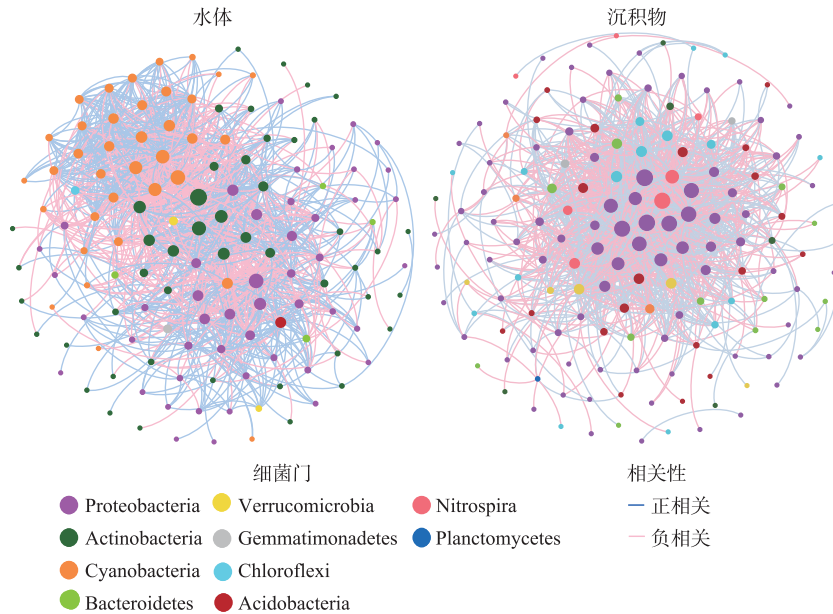 水体
沉积物
细菌门
相关性
Proteobacteria
Verrucomicrobia
Nitrospira
正相关
Actinobacteria
Gemmatimonadetes
Planctomycetes
负相关
Cyanobacteria
Chloroflexi
Bacteroidetes
Acidobacteria